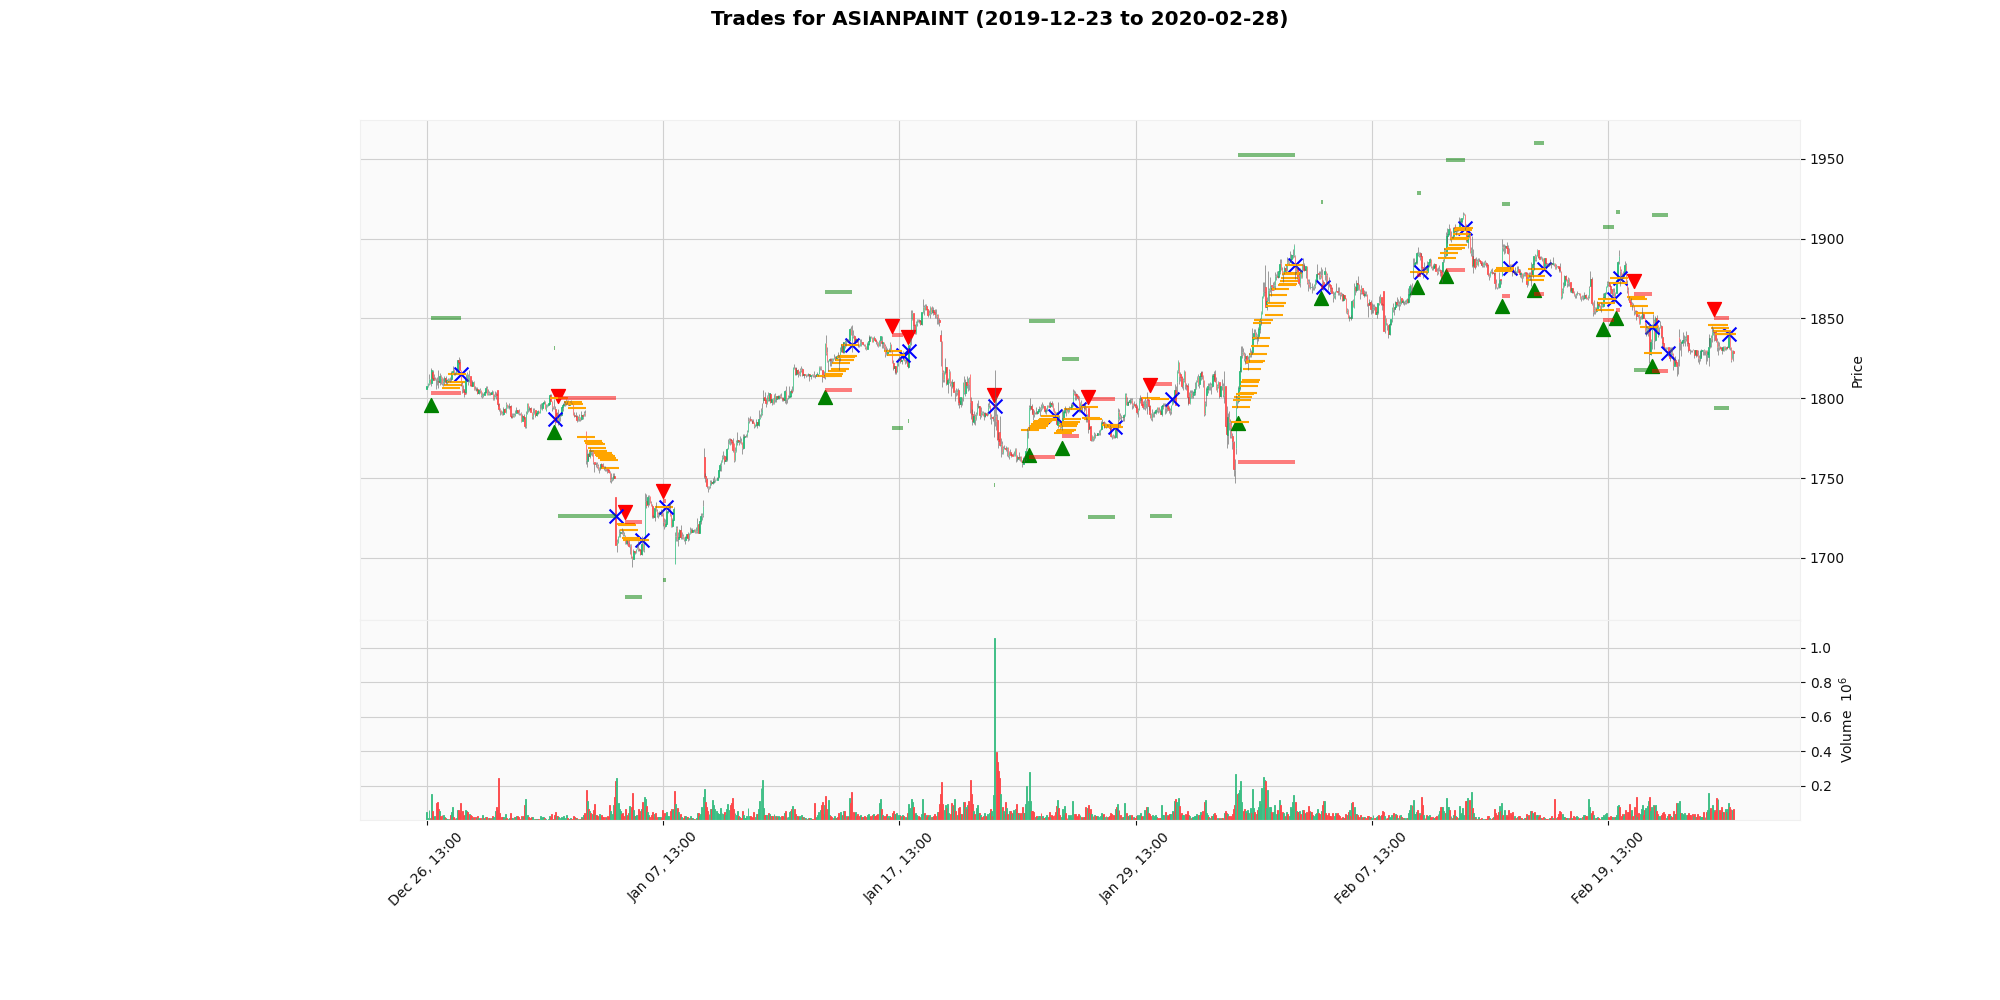 Trades for ASIANPAINT (2019-12-23 to 2020-02-28)
1950
1900
1850
1800
1750
1700
Price
1.0
0.8
0.6
0.4
0.2
Volume 10⁶
Dec 26, 13:00
Jan 07, 13:00
Jan 17, 13:00
Jan 29, 13:00
Feb 07, 13:00
Feb 19, 13:00